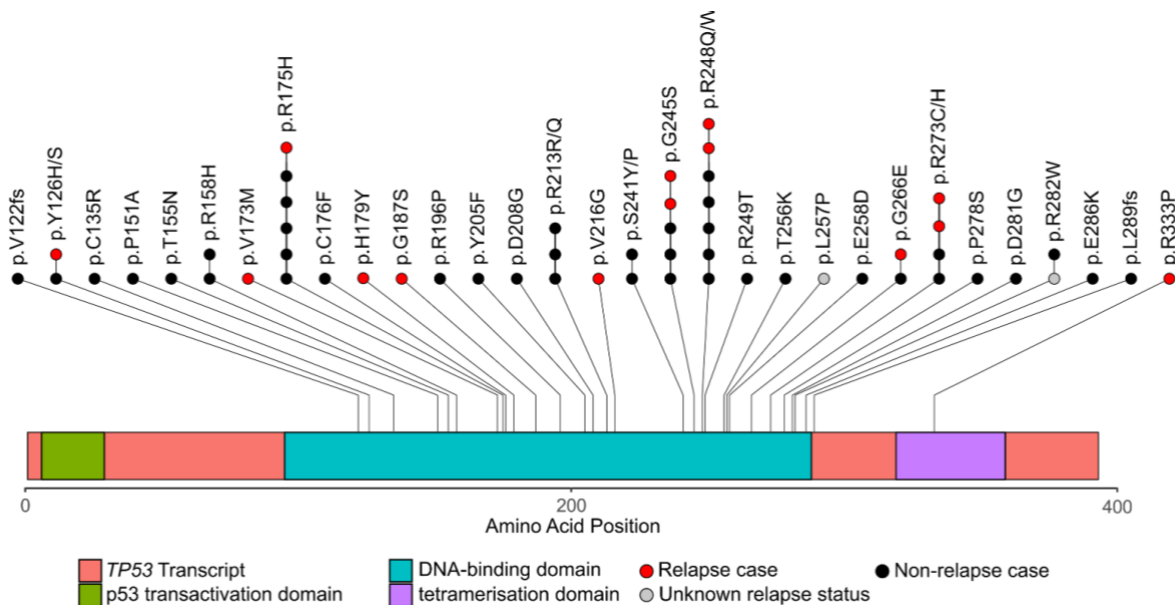 p.V122fs
p.Y126H/S
p.C135R
p.P151A
p.T155N
p.R158H
p.V173M
p.R175H
p.C176F
p.H179Y
p.G187S
p.R196P
p.Y205F
p.D208G
p.R213R/Q
p.V216G
p.S241Y/P
p.G245S
p.R248Q/W
p.R249T
p.T256K
p.L257P
p.E258D
p.G266E
p.R273C/H
p.P278S
p.D281G
p.R282W
p.E286K
p.L289fs
p.R333P
0
200
400
Amino Acid Position
TP53 Transcript
DNA-binding domain
Relapse case
Non-relapse case
p53 transactivation domain
tetramerisation domain
Unknown relapse status